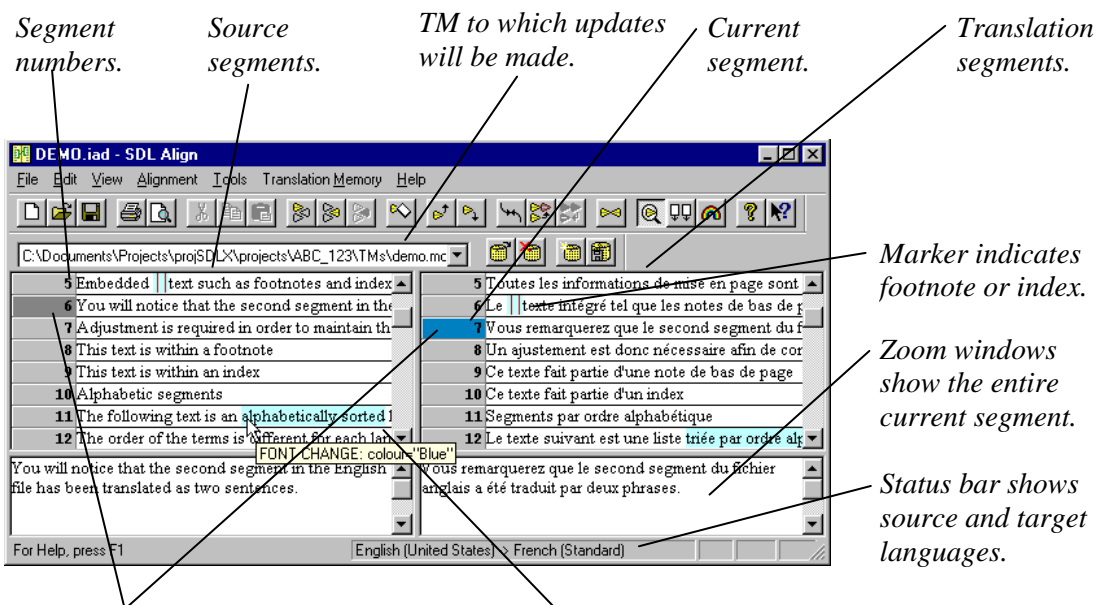 Segment
numbers.
Source
segments.
TM to which updates
will be made.
Current
segment.
Translation
segments.
DEMO.iad - SDL Align
File Edit View Alignment Tools Translation Memory Help
C:\Documents\Projects\projSDLX\projects\ABC_123\TMs\demo.mc
5 Embedded text such as footnotes and index
6 You will notice that the second segment in the
7 Adjustment is required in order to maintain th
8 This text is within a footnote
9 This text is within an index
10 Alphabetic segments
11 The following text is an alphabetically sorted l
12 The order of the terms is different for each lan
FONT CHANGE: colour="Blue"
5 Toutes les informations de mise en page sont
6 Le texte intégré tel que les notes de bas de p
7 Vous remarquerez que le second segment du f
8 Un ajustement est donc nécessaire afin de cor
9 Ce texte fait partie d'une note de bas de page
10 Ce texte fait partie d'un index
11 Segments par ordre alphabétique
12 Le texte suivant est une liste triée par ordre alp
You will notice that the second segment in the English
file has been translated as two sentences.
Vous remarquerez que le second segment du fichier
anglais a été traduit par deux phrases.
For Help, press F1
English (United States) > French (Standard)
Marker indicates
footnote or index.
Zoom windows
show the entire
current segment.
Status bar shows
source and target
languages.